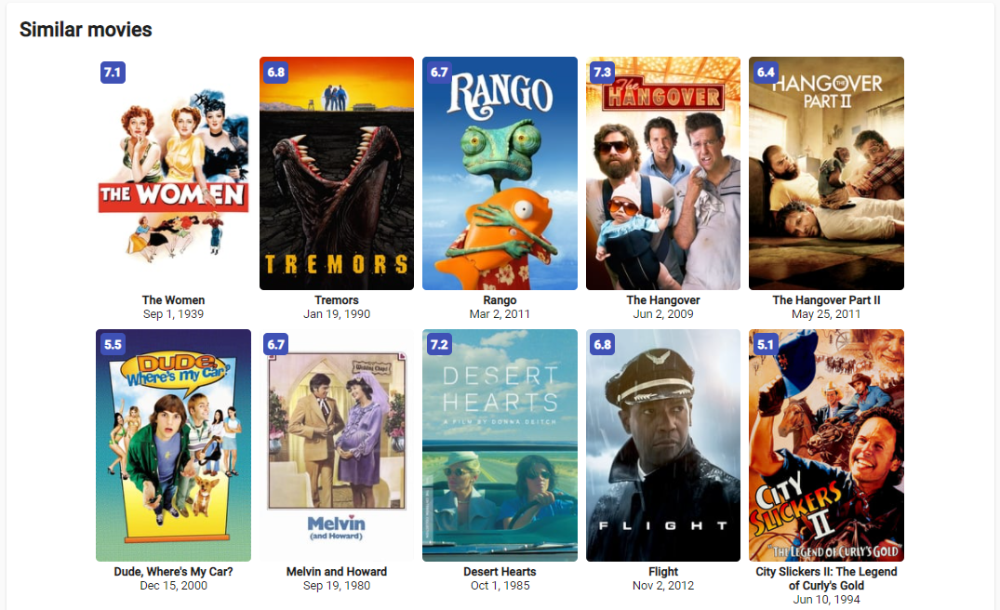 Similar movies
7.1
THE WOMEN
The Women
Sep 1, 1939
6.8
TREMORS
Tremors
Jan 19, 1990
6.7
RANGO
Rango
Mar 2, 2011
7.3
The
HANGOVER
The Hangover
Jun 2, 2009
6.4
THE
HANGOVER
PART II
The Hangover Part II
May 25, 2011
5.5
DUDE,
Where's my Car?
Dude, Where's My Car?
Dec 15, 2000
6.7
Wedding Chapel
Melvin
(and Howard)
Melvin and Howard
Sep 19, 1980
7.2
DESERT
HEARTS
A FILM BY DONNA DEITCH
Desert Hearts
Oct 1, 1985
6.8
FLIGHT
Flight
Nov 2, 2012
5.1
CITY
SLICKERS
II
"THE LEGEND OF CURLY'S GOLD"
City Slickers II: The Legend
of Curly's Gold
Jun 10, 1994